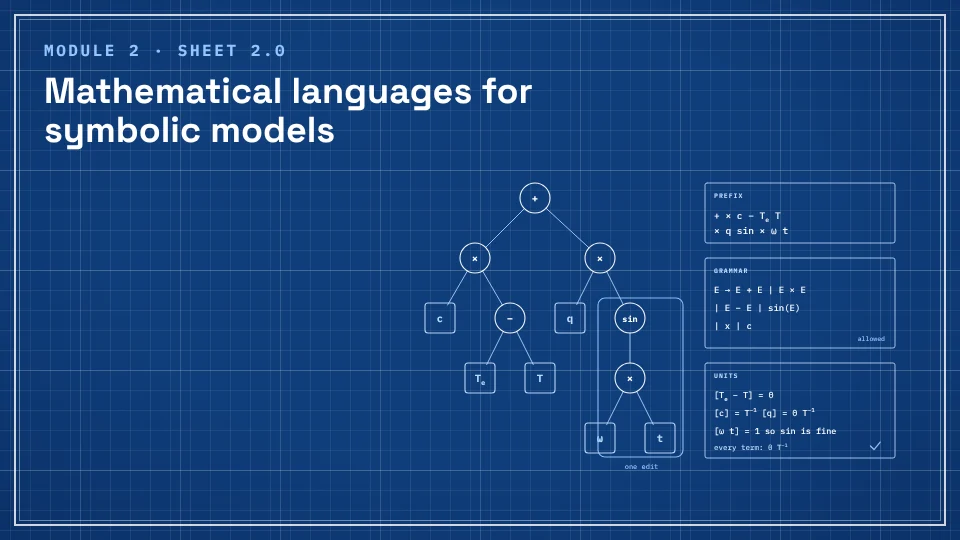 MODULE 2 · SHEET 2.0
Mathematical languages for
symbolic models
+
×
×
c
−
q
sin
Tₑ
T
×
ω
t
one edit
PREFIX
+ × c − Tₑ T
× q sin × ω t
GRAMMAR
E → E + E | E × E
| E − E | sin(E)
| x | c
allowed
UNITS
[Tₑ − T] = Θ
[c] = T⁻¹ [q] = Θ T⁻¹
[ω t] = 1 so sin is fine
every term: Θ T⁻¹